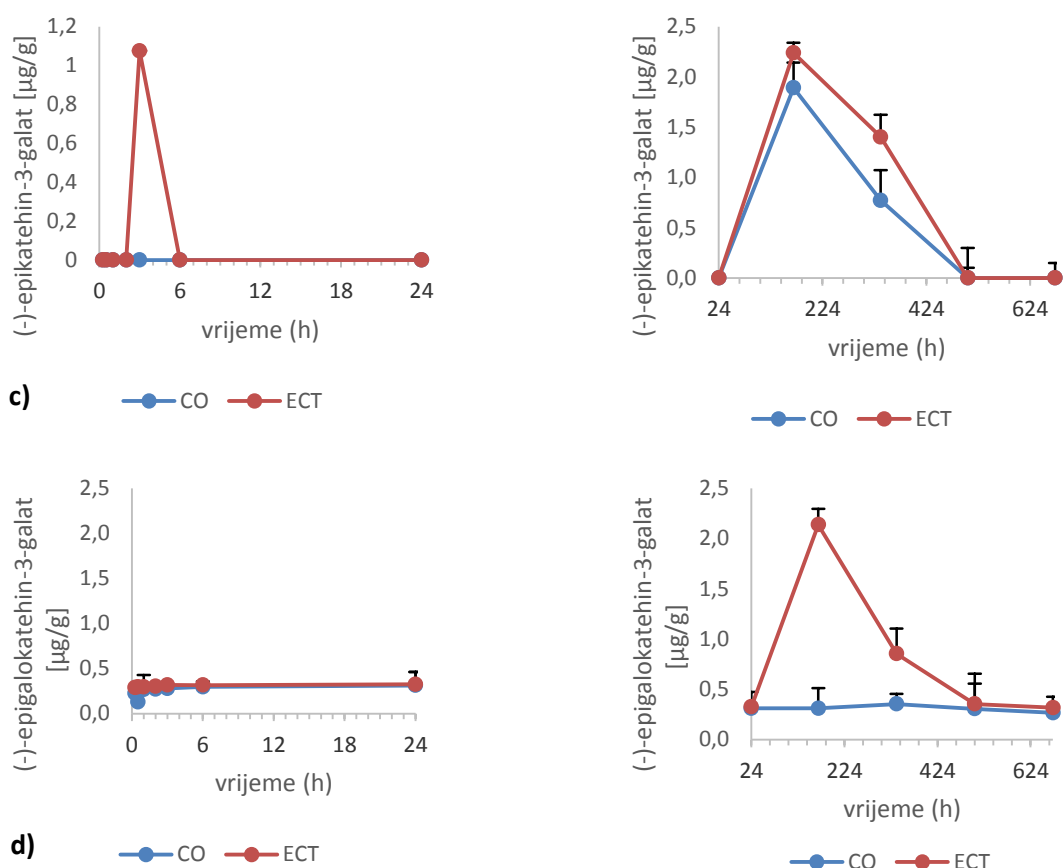 (-)-epikatehin-3-galat [µg/g]
1,2
1
0,8
0,6
0,4
0,2
0
0 6 12 18 24
vrijeme (h)
CO ECT
(-)-epikatehin-3-galat [µg/g]
2,5
2,0
1,5
1,0
0,5
0,0
24 224 424 624
vrijeme (h)
CO ECT
c)
(-)-epigalokatehin-3-galat
[µg/g]
2,5
2,0
1,5
1,0
0,5
0,0
0 6 24
vrijeme (h)
CO ECT
(-)-epigalokatehin-3-galat
[µg/g]
2,5
2,0
1,5
1,0
0,5
0,0
24 224 424 624
vrijeme (h)
CO ECT
d)